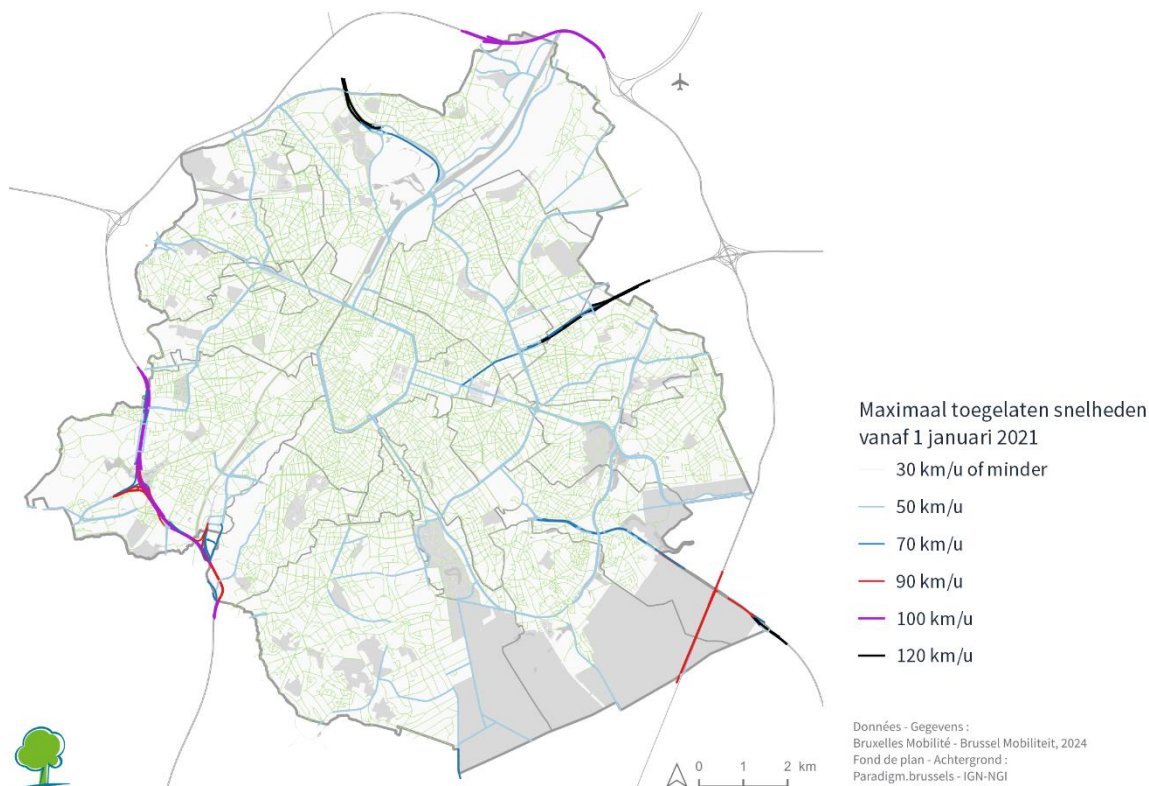 Maximaal toegelaten snelheden
vanaf 1 januari 2021
30 km/u of minder
50 km/u
70 km/u
90 km/u
100 km/u
120 km/u
Données - Gegevens :
Bruxelles Mobilité - Brussel Mobiliteit, 2024
Fond de plan - Achtergrond :
Paradigm.brussels - IGN-NGI
0 1 2 km